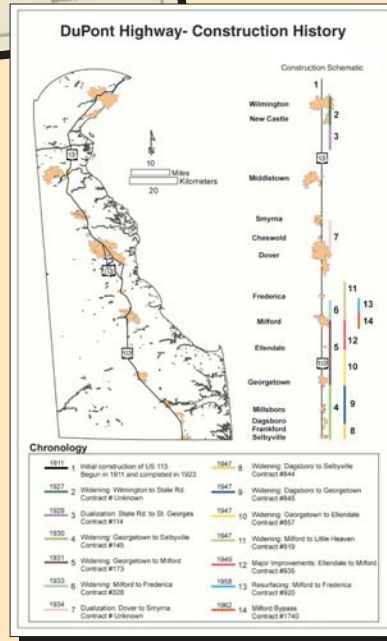 DuPont Highway- Construction History
Construction Schematic
1
Wilmington
2
New Castle
3
13
N
10
Miles
Kilometers
20
Middletown
Smyrna
7
Cheswold
Dover
113
11
Frederica
6
13
Milford
14
12
Ellendale
5
113
10
113
Georgetown
9
4
Millsboro
Dagsboro
8
Frankford
Selbyville
Chronology
1911 1 Initial construction of US 113.
Begun in 1911 and completed in 1923
1927 2 Widening: Wilmington to State Rd.
Contract # Unknown
1929 3 Dualization: State Rd. to St. Georges
Contract #114
1930 4 Widening: Georgetown to Selbyville
Contract #145
1931 5 Widening: Georgetown to Milford
Contract #173
1933 6 Widening: Milford to Frederica
Contract #328
1934 7 Dualization: Dover to Smyrna
Contract # Unknown
1947 8 Widening: Dagsboro to Selbyville
Contract #844
1947 9 Widening: Dagsboro to Georgetown
Contract #845
1947 10 Widening: Georgetown to Ellendale
Contract #857
1947 11 Widening: Milford to Little Heaven
Contract #919
1949 12 Major Improvements: Ellendale to Milford
Contract #935
1958 13 Resurfacing: Milford to Frederica
Contract #920
1962 14 Milford Bypass
Contract #1740